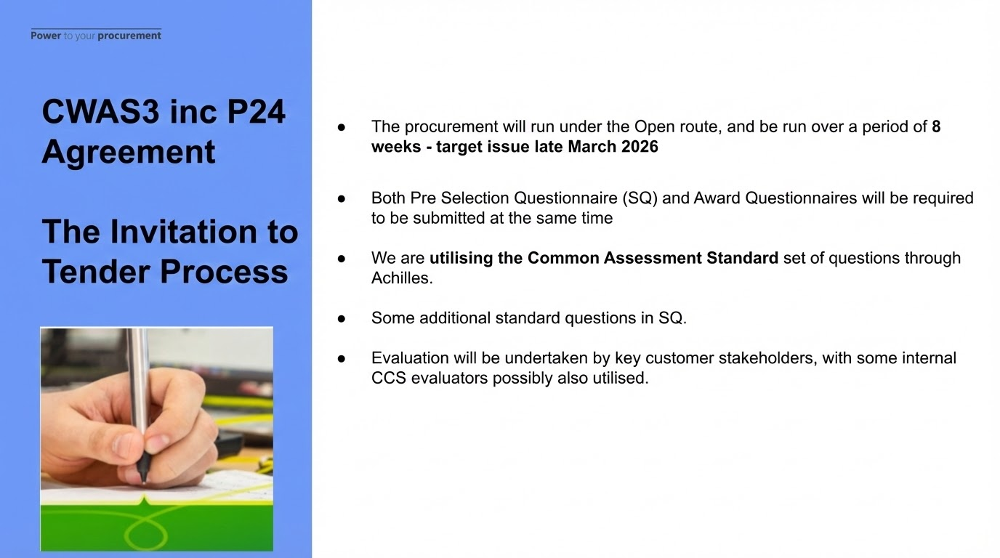 Power to your procurement
CWAS3 inc P24
Agreement
The Invitation to
Tender Process
● The procurement will run under the Open route, and be run over a period of 8
weeks - target issue late March 2026
● Both Pre Selection Questionnaire (SQ) and Award Questionnaires will be required
to be submitted at the same time
● We are utilising the Common Assessment Standard set of questions through
Achilles.
● Some additional standard questions in SQ.
● Evaluation will be undertaken by key customer stakeholders, with some internal
CCS evaluators possibly also utilised.